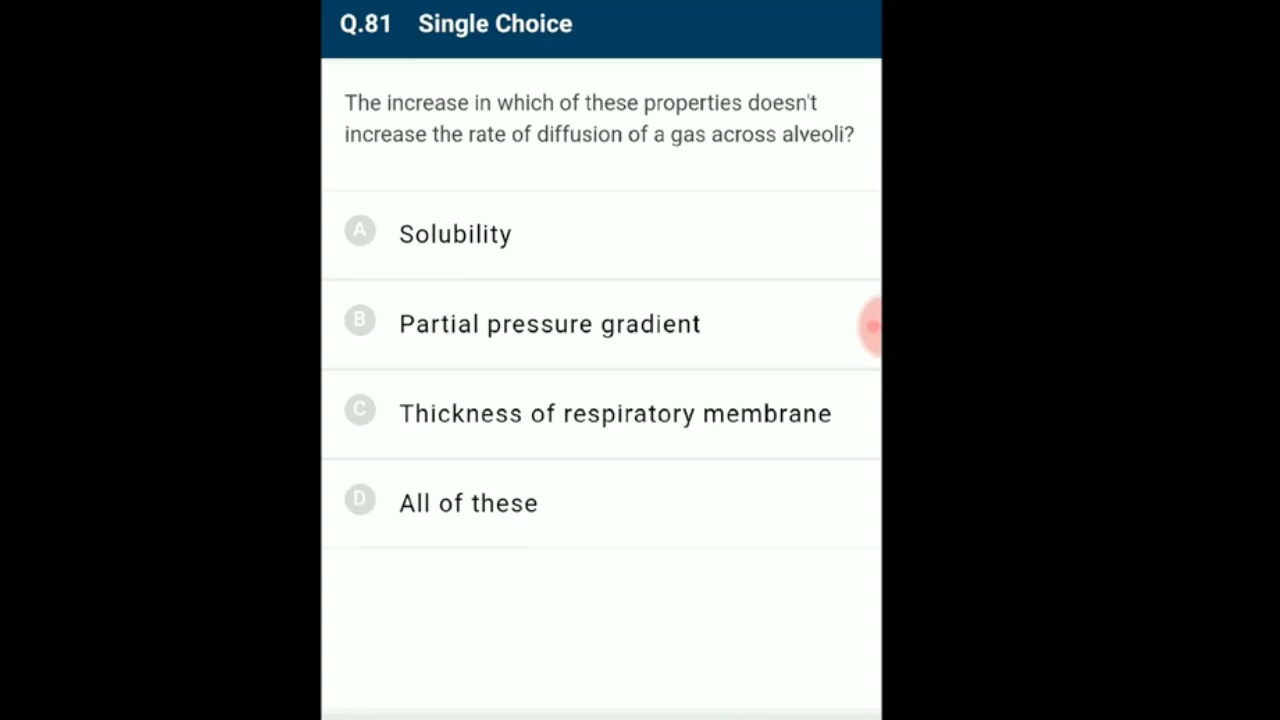 Q.81 Single Choice
The increase in which of these properties doesn't
increase the rate of diffusion of a gas across alveoli?
A Solubility
B Partial pressure gradient
C Thickness of respiratory membrane
D All of these